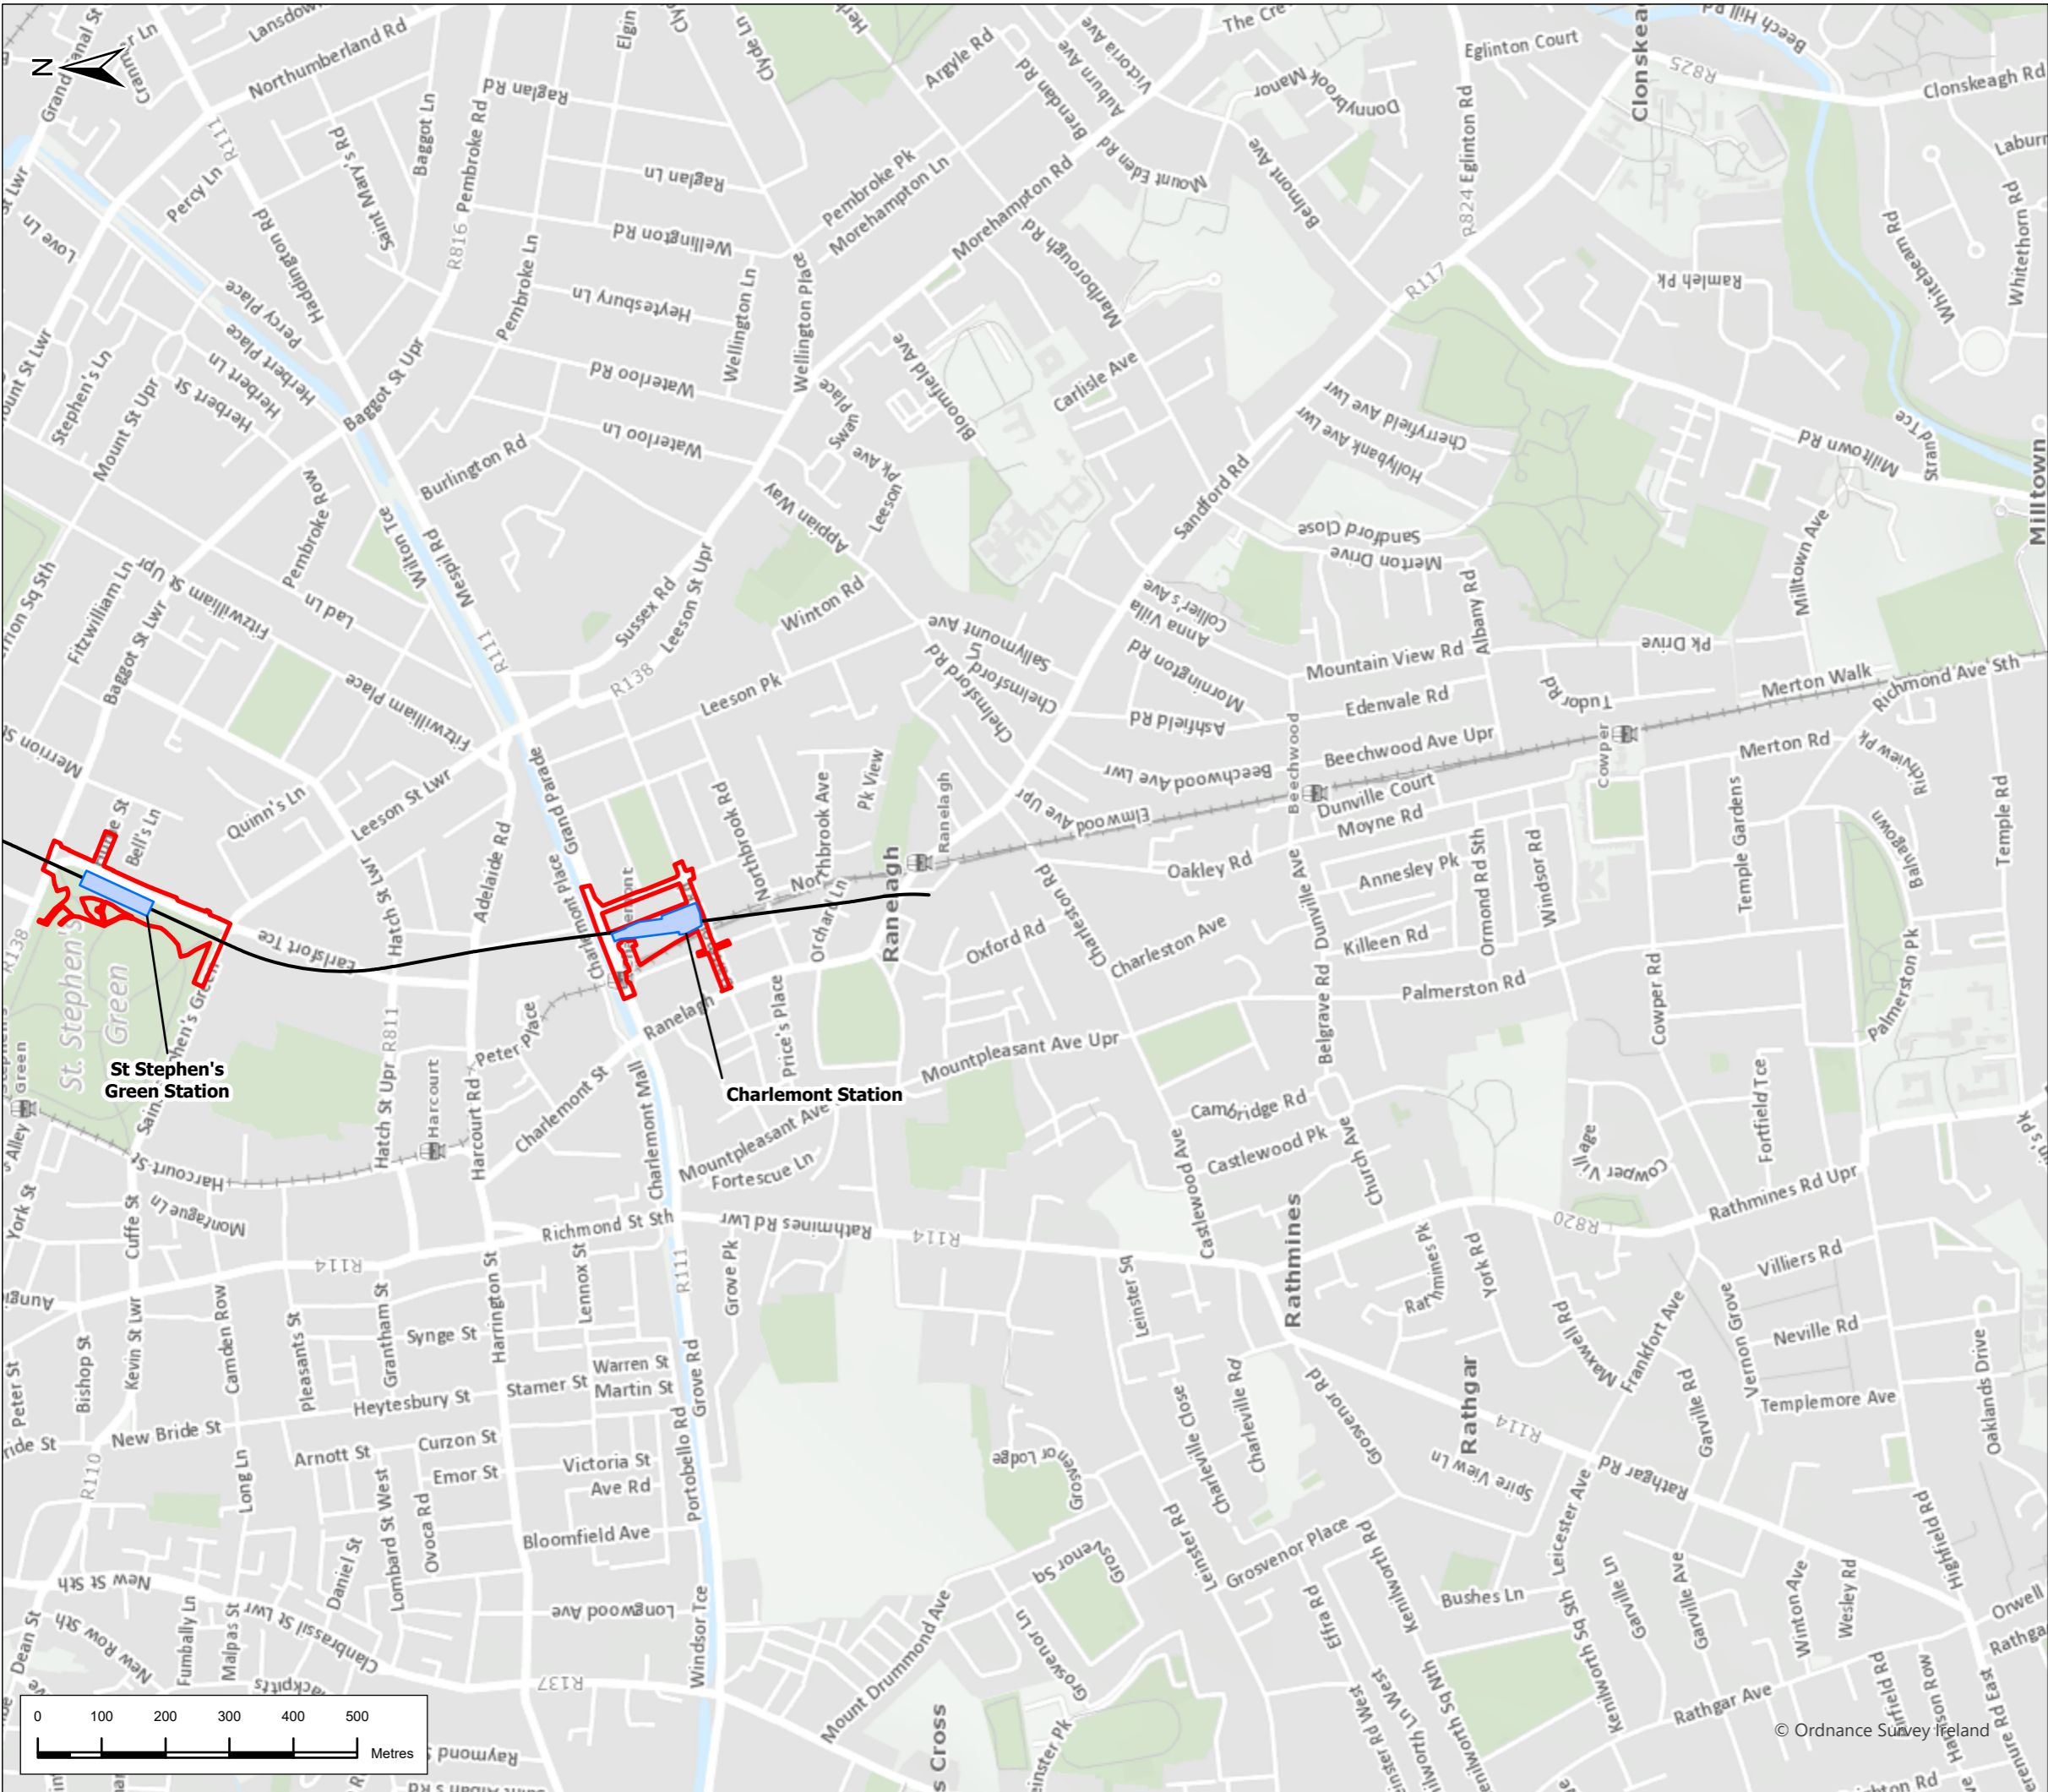 N
Grand Canal St
Lansdow
Northumberland Rd
Elgin
Clyde Ln
The Cre
Clonskea
Beech Hill Rd
Eglinton Court
R825
Clonskeagh Rd
Argyle Rd
Brendan Rd
Auburn Ave
Victoria Ave
Donnybrook Manor
R111
Percy Ln
Saint Mary's Rd
Baggot Ln
Pembroke Rd
R816
Raglan Rd
Raglan Ln
Pembroke Pk
Morehampton Ln
Morehampton Rd
Mount Eden Rd
Belmont Ave
R824 Eglinton Rd
Laburn
Whitebeam Rd
Whitethorn Rd
Love Ln
Haddington Rd
Percy Place
Herbert Place
Herbert Ln
Herbert St
Stephen's Ln
Mount St Upr
Pembroke Ln
Wellington Rd
Heytesbury Ln
Wellington Ln
Wellington Place
Waterloo Rd
Waterloo Ln
Marlborough Rd
R117
Ramleh Pk
Baggot St Upr
Burlington Rd
Swan Place
Bloomfield Ave
Carlisle Ave
Cherryfield Ave Lwr
Hollybank Ave Lwr
Milltown Rd
Strand Tce
Milltown
Pembroke Row
Wilton Tce
Mespil Rd
Appian Way
Leeson Pk Ave
Sandford Rd
Sandford Close
Merton Drive
Milltown Ave
Fitzwilliam Ln
Fitzwilliam St Upr
Lad Ln
Baggot St Lwr
R111
Sussex Rd
Leeson St Upr
R138
Winton Rd
Sallymount Ave
Chelmsford Rd
Chelmsford Ln
Anna Villa
Collier's Ave
Mornington Rd
Mountain View Rd
Albany Rd
Pk Drive
Fitzwilliam Place
Leeson Pk
Ashfield Rd
Edenvale Rd
Tudor Rd
Merton Walk
Richmond Ave Sth
Merrion St
Quinn's Ln
Leeson St Lwr
Grand Parade
Northbrook Rd
Northbrook Ave
Pk View
Ranelagh
Elmwood Ave Upr
Beechwood Ave Lwr
Beechwood
Beechwood Ave Upr
Cowper
Merton Rd
Richview Pk
Bell's Ln
Hatch St Lwr
Adelaide Rd
Charlemont Place
Orchard Ln
Raneelagh
Oakley Rd
Dunville Court
Moyne Rd
Annesley Pk
Ormond Rd Sth
Windsor Rd
Temple Gardens
Temple Rd
R138
St. Stephen's
Green
Earlsfort Tce
Peter Place
Ranelagh
Price's Place
Oxford Rd
Charleston Rd
Charleston Ave
Dunville Ave
Belgrave Rd
Killeen Rd
Palmerston Rd
Cowper Rd
Palmerston Pk
St Stephen's
Green Station
Charlemont Station
Hatch St Upr
R811
Harcourt
Harcourt Rd
Charlemont St
Charlemont Mall
Mountpleasant Ave Upr
Fortescue Ln
Cambridge Rd
Castlewood Pk
Castlewood Ave
Church Ave
Fortfield Tce
Cowper Village
York St
Harcourt St
Montague Ln
Cuffe St
Richmond St Sth
Rathmines Rd Lwr
R114
Rathmines
R820
Rathmines Rd Upr
Villiers Rd
R114
Pleasants St
Grantham St
Synge St
Harrington St
Lennox St
R111
Grove Pk
Leinster Sq
York Rd
Maxwell Rd
Frankfort Ave
Vernon Grove
Neville Rd
Bishop St
Kevin St Lwr
Camden Row
Heytesbury St
Stamer St
Warren St
Martin St
Grove Rd
Charleville Close
Charleville Rd
Grosvenor Rd
Rathgar
R114
Garville Rd
Templemore Ave
Oaklands Drive
R110
New Bride St
Arnott St
Curzon St
Emor St
Victoria St
Ave Rd
Portobello Rd
Grosvenor Lodge
Spire View Ln
Rathgar Rd
Long Ln
Lombard St West
Ovoca Rd
Daniel St
Bloomfield Ave
Leinster Rd
Grosvenor Place
Grosvenor Sq
Kenilworth Rd
Leicester Ave
Highfield Rd
New St Sth
New Row Sth
Dean St
Fumbally Ln
Malpas St
Clanbrassil St Lwr
Longwood Ave
Windsor Tce
Mount Drummond Ave
Grosvenor Ln
Effra Rd
Bushes Ln
Kenilworth Sq Sth
Garville Ln
Garville Ave
Winton Ave
Wesley Rd
Orwell
R137
Kenilworth Sq Nth
Rathgar Ave
Harrison Row
s Cross
Raymond S
0 100 200 300 400 500
Metres
© Ordnance Survey Ireland